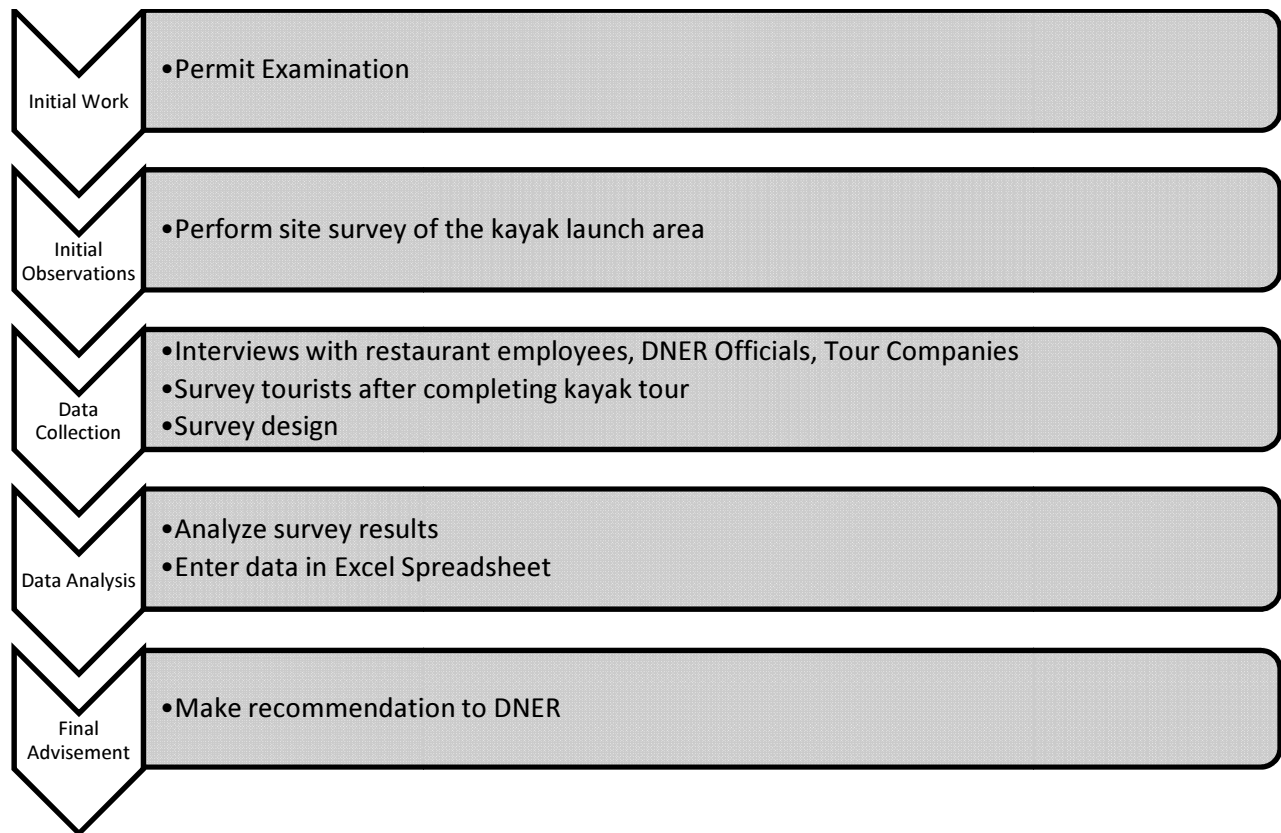 Initial Work
•Permit Examination
Initial
Observations
•Perform site survey of the kayak launch area
Data
Collection
•Interviews with restaurant employees, DNER Officials, Tour Companies
•Survey tourists after completing kayak tour
•Survey design
Data Analysis
•Analyze survey results
•Enter data in Excel Spreadsheet
Final
Advisement
•Make recommendation to DNER